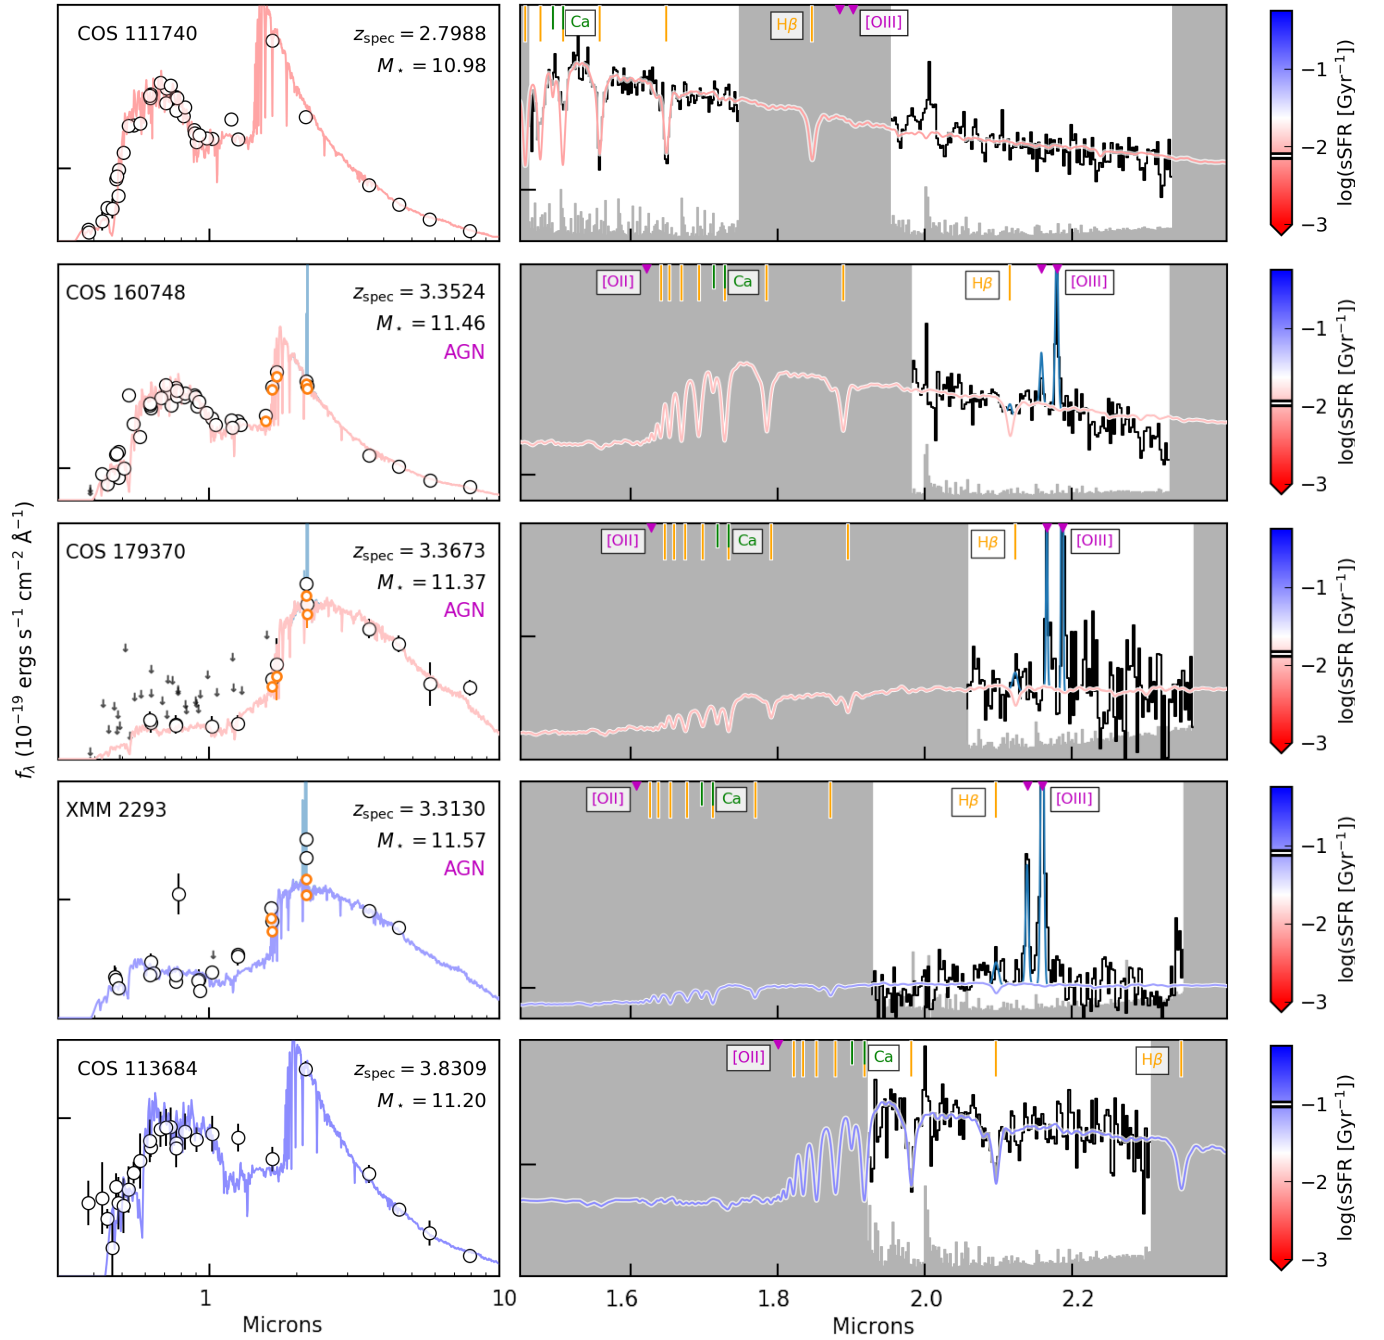 COS 111740
z_spec = 2.7988
M⋆ = 10.98
Ca
Hβ
[OIII]
−1
−2
−3
log(sSFR [Gyr⁻¹])
COS 160748
z_spec = 3.3524
M⋆ = 11.46
AGN
[OII]
Ca
Hβ
[OIII]
−1
−2
−3
log(sSFR [Gyr⁻¹])
COS 179370
z_spec = 3.3673
M⋆ = 11.37
AGN
[OII]
Ca
Hβ
[OIII]
−1
−2
−3
log(sSFR [Gyr⁻¹])
XMM 2293
z_spec = 3.3130
M⋆ = 11.57
AGN
[OII]
Ca
Hβ
[OIII]
−1
−2
−3
log(sSFR [Gyr⁻¹])
COS 113684
z_spec = 3.8309
M⋆ = 11.20
[OII]
Ca
Hβ
−1
−2
−3
log(sSFR [Gyr⁻¹])
f_λ (10⁻¹⁹ ergs s⁻¹ cm⁻² Å⁻¹)
1
10
Microns
1.6
1.8
2.0
2.2
Microns